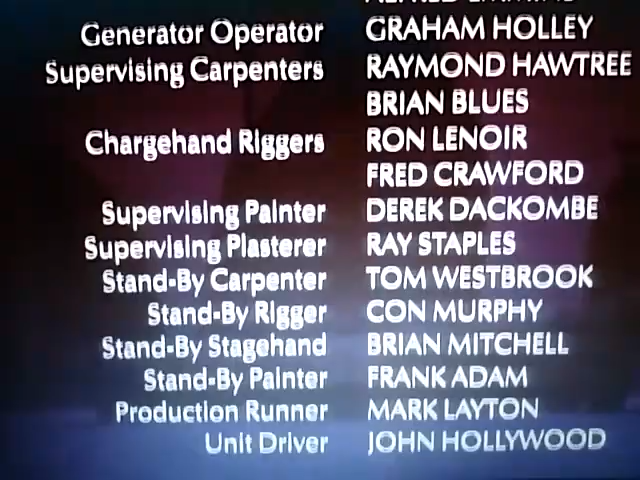 Generator Operator GRAHAM HOLLEY
Supervising Carpenters RAYMOND HAWTREE
BRIAN BLUES
Chargehand Riggers RON LENOIR
FRED CRAWFORD
Supervising Painter DEREK DACKOMBE
Supervising Plasterer RAY STAPLES
Stand-By Carpenter TOM WESTBROOK
Stand-By Rigger CON MURPHY
Stand-By Stagehand BRIAN MITCHELL
Stand-By Painter FRANK ADAM
Production Runner MARK LAYTON
Unit Driver JOHN HOLLYWOOD